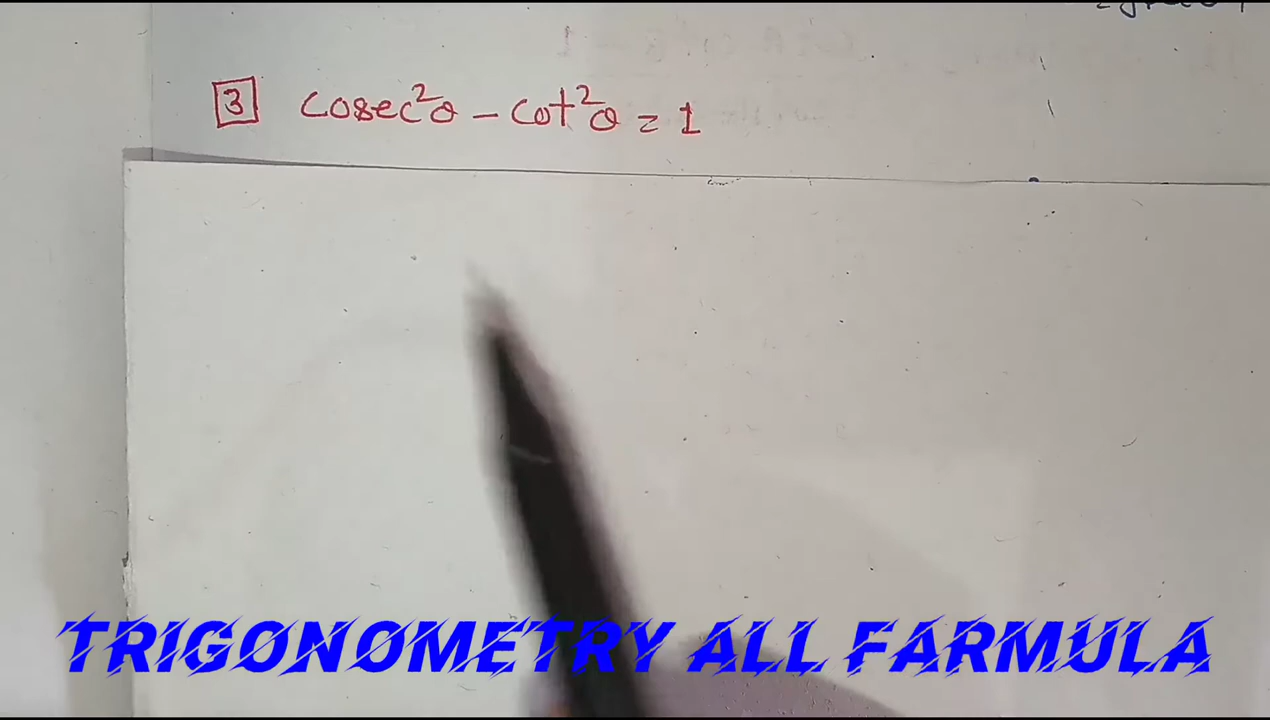 3 cosec²θ - cot²θ = 1
TRIGONOMETRY ALL FARMULA